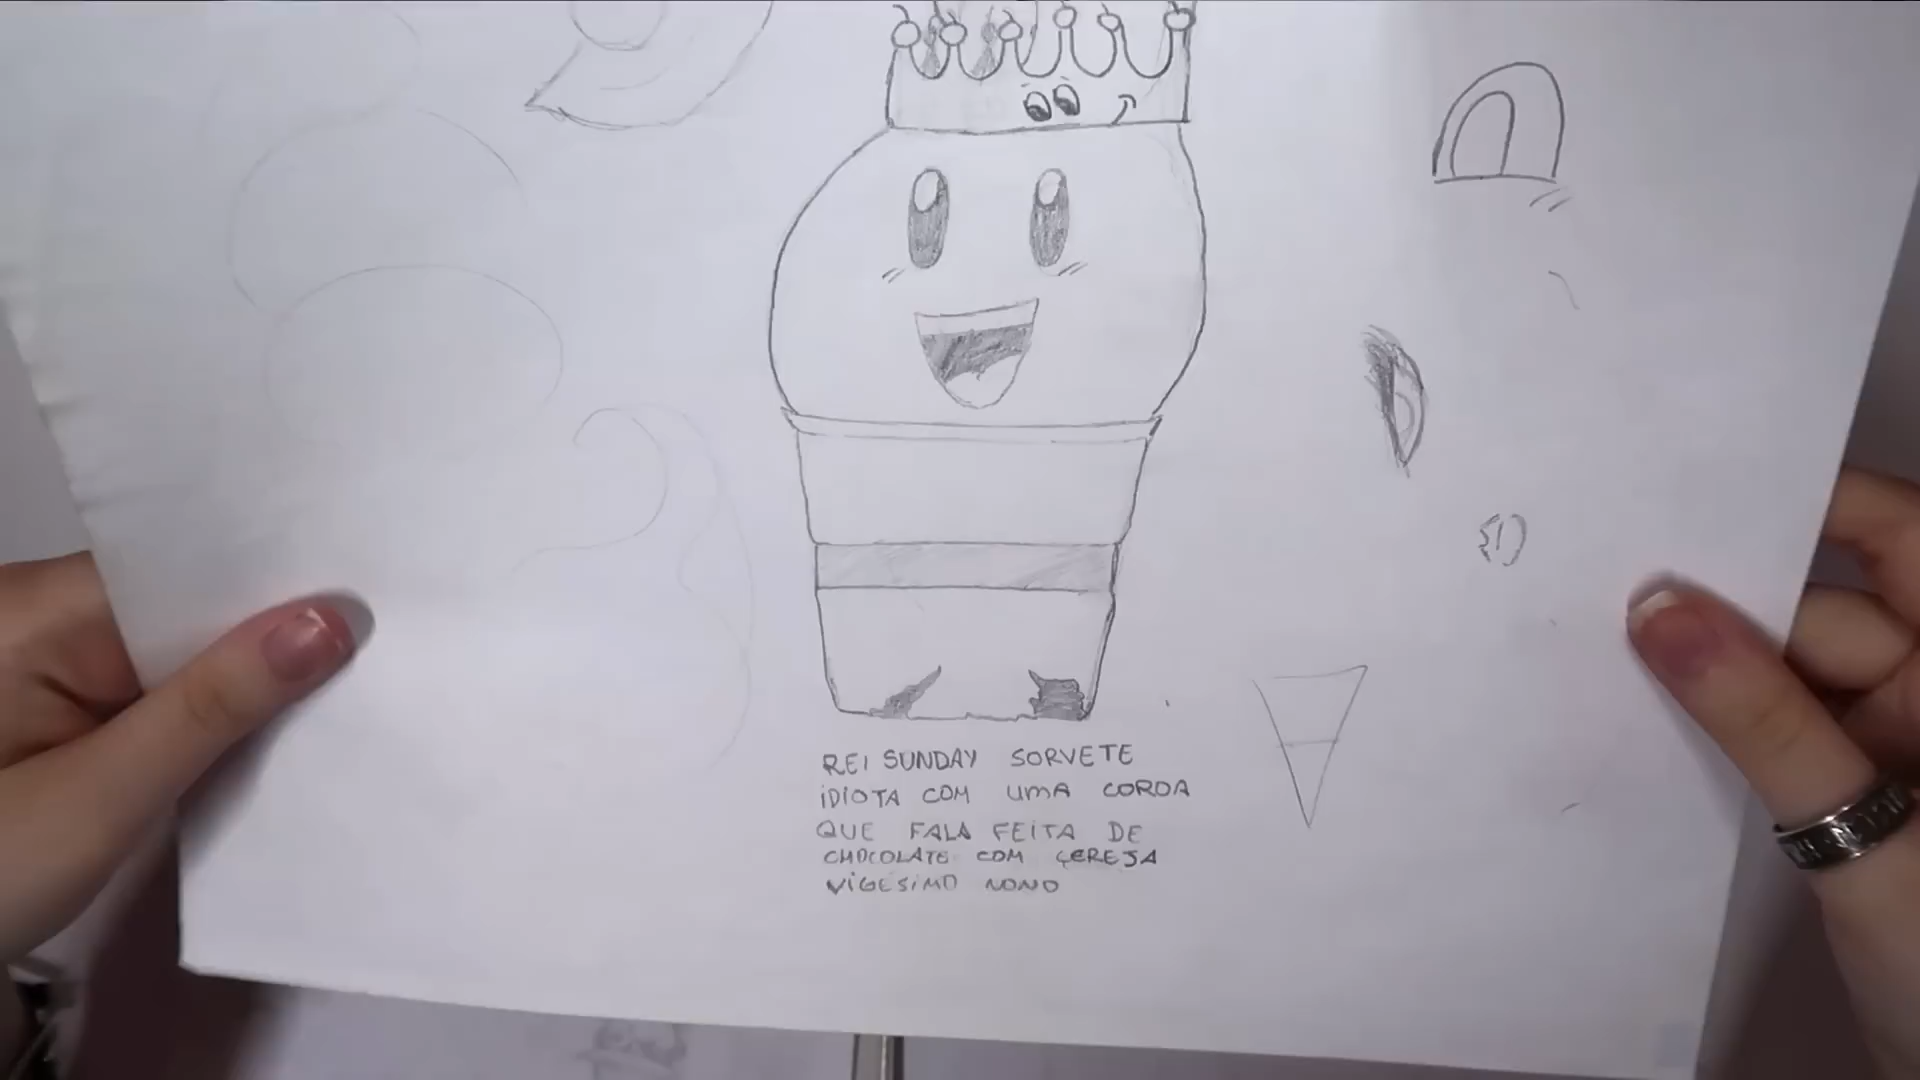 REI SUNDAY SORVETE
IDIOTA COM UMA COROA
QUE FALA FEITA DE
CHOCOLATE COM CEREJA
VIGÉSIMO NONO